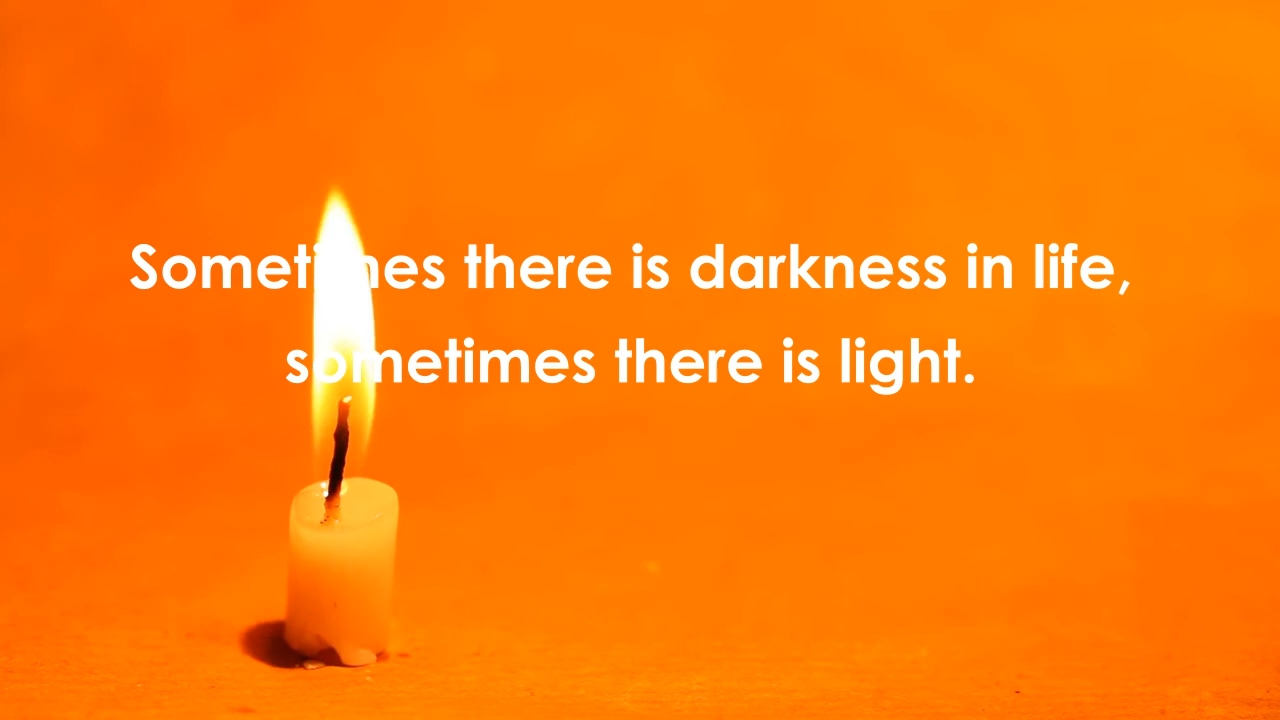 Sometimes there is darkness in life,
sometimes there is light.